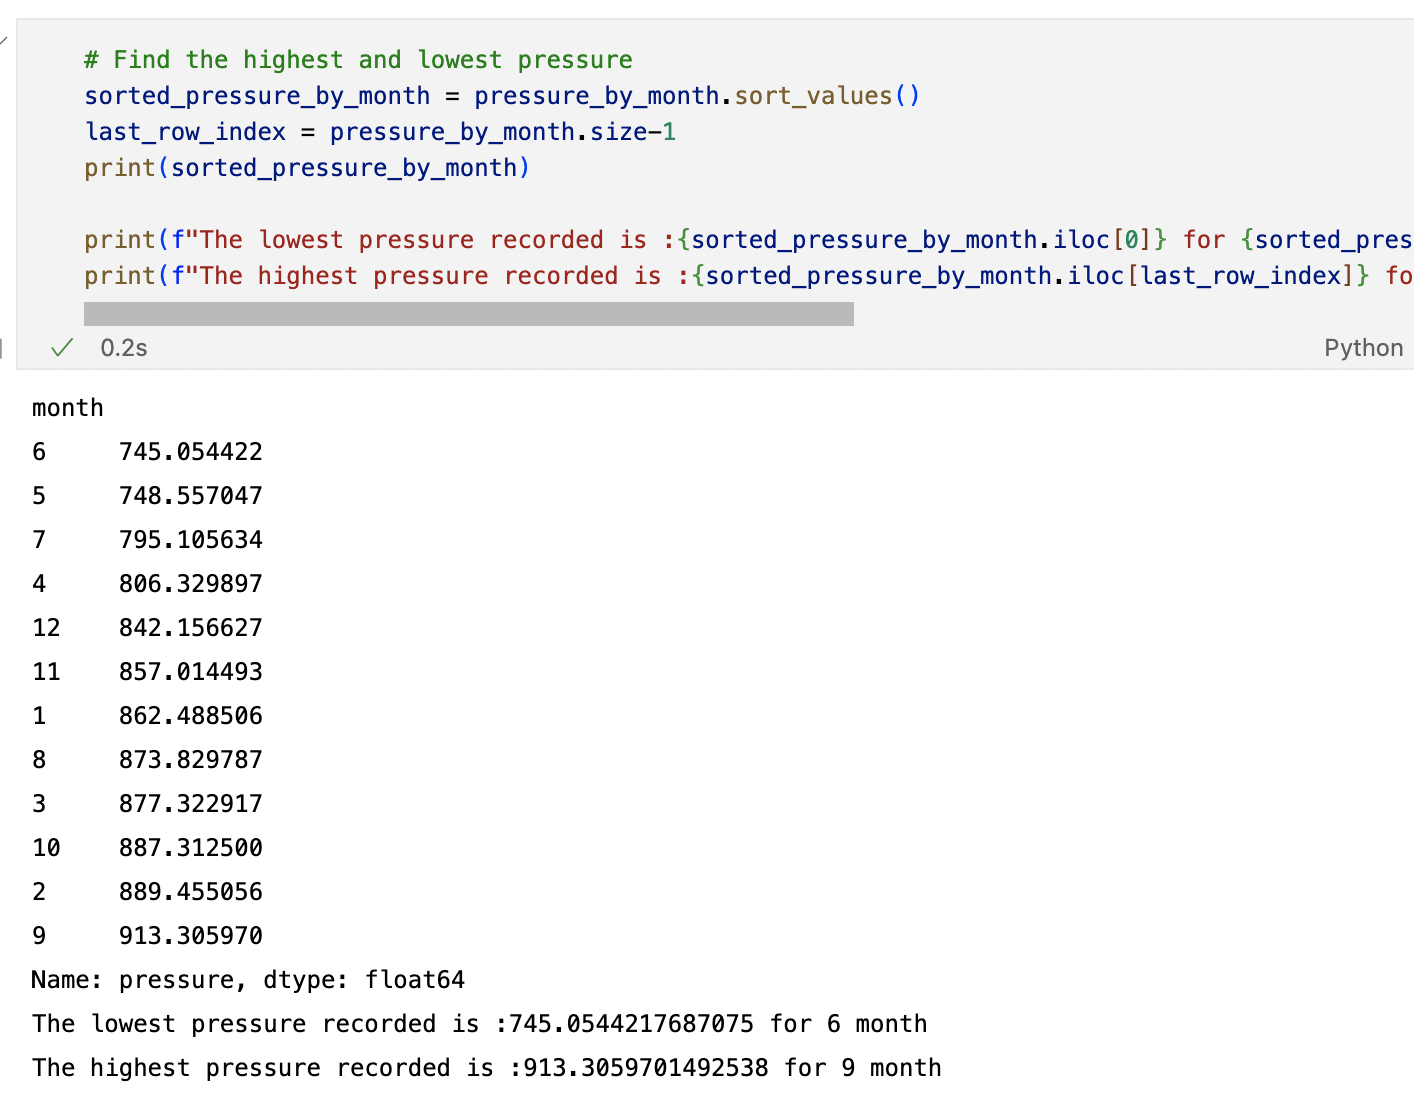 # Find the highest and lowest pressure
sorted_pressure_by_month = pressure_by_month.sort_values()
last_row_index = pressure_by_month.size-1
print(sorted_pressure_by_month)
print(f"The lowest pressure recorded is :{sorted_pressure_by_month.iloc[0]} for {sorted_pres
print(f"The highest pressure recorded is :{sorted_pressure_by_month.iloc[last_row_index]} fo
0.2s
Python
month
6 745.054422
5 748.557047
7 795.105634
4 806.329897
12 842.156627
11 857.014493
1 862.488506
8 873.829787
3 877.322917
10 887.312500
2 889.455056
9 913.305970
Name: pressure, dtype: float64
The lowest pressure recorded is :745.0544217687075 for 6 month
The highest pressure recorded is :913.3059701492538 for 9 month